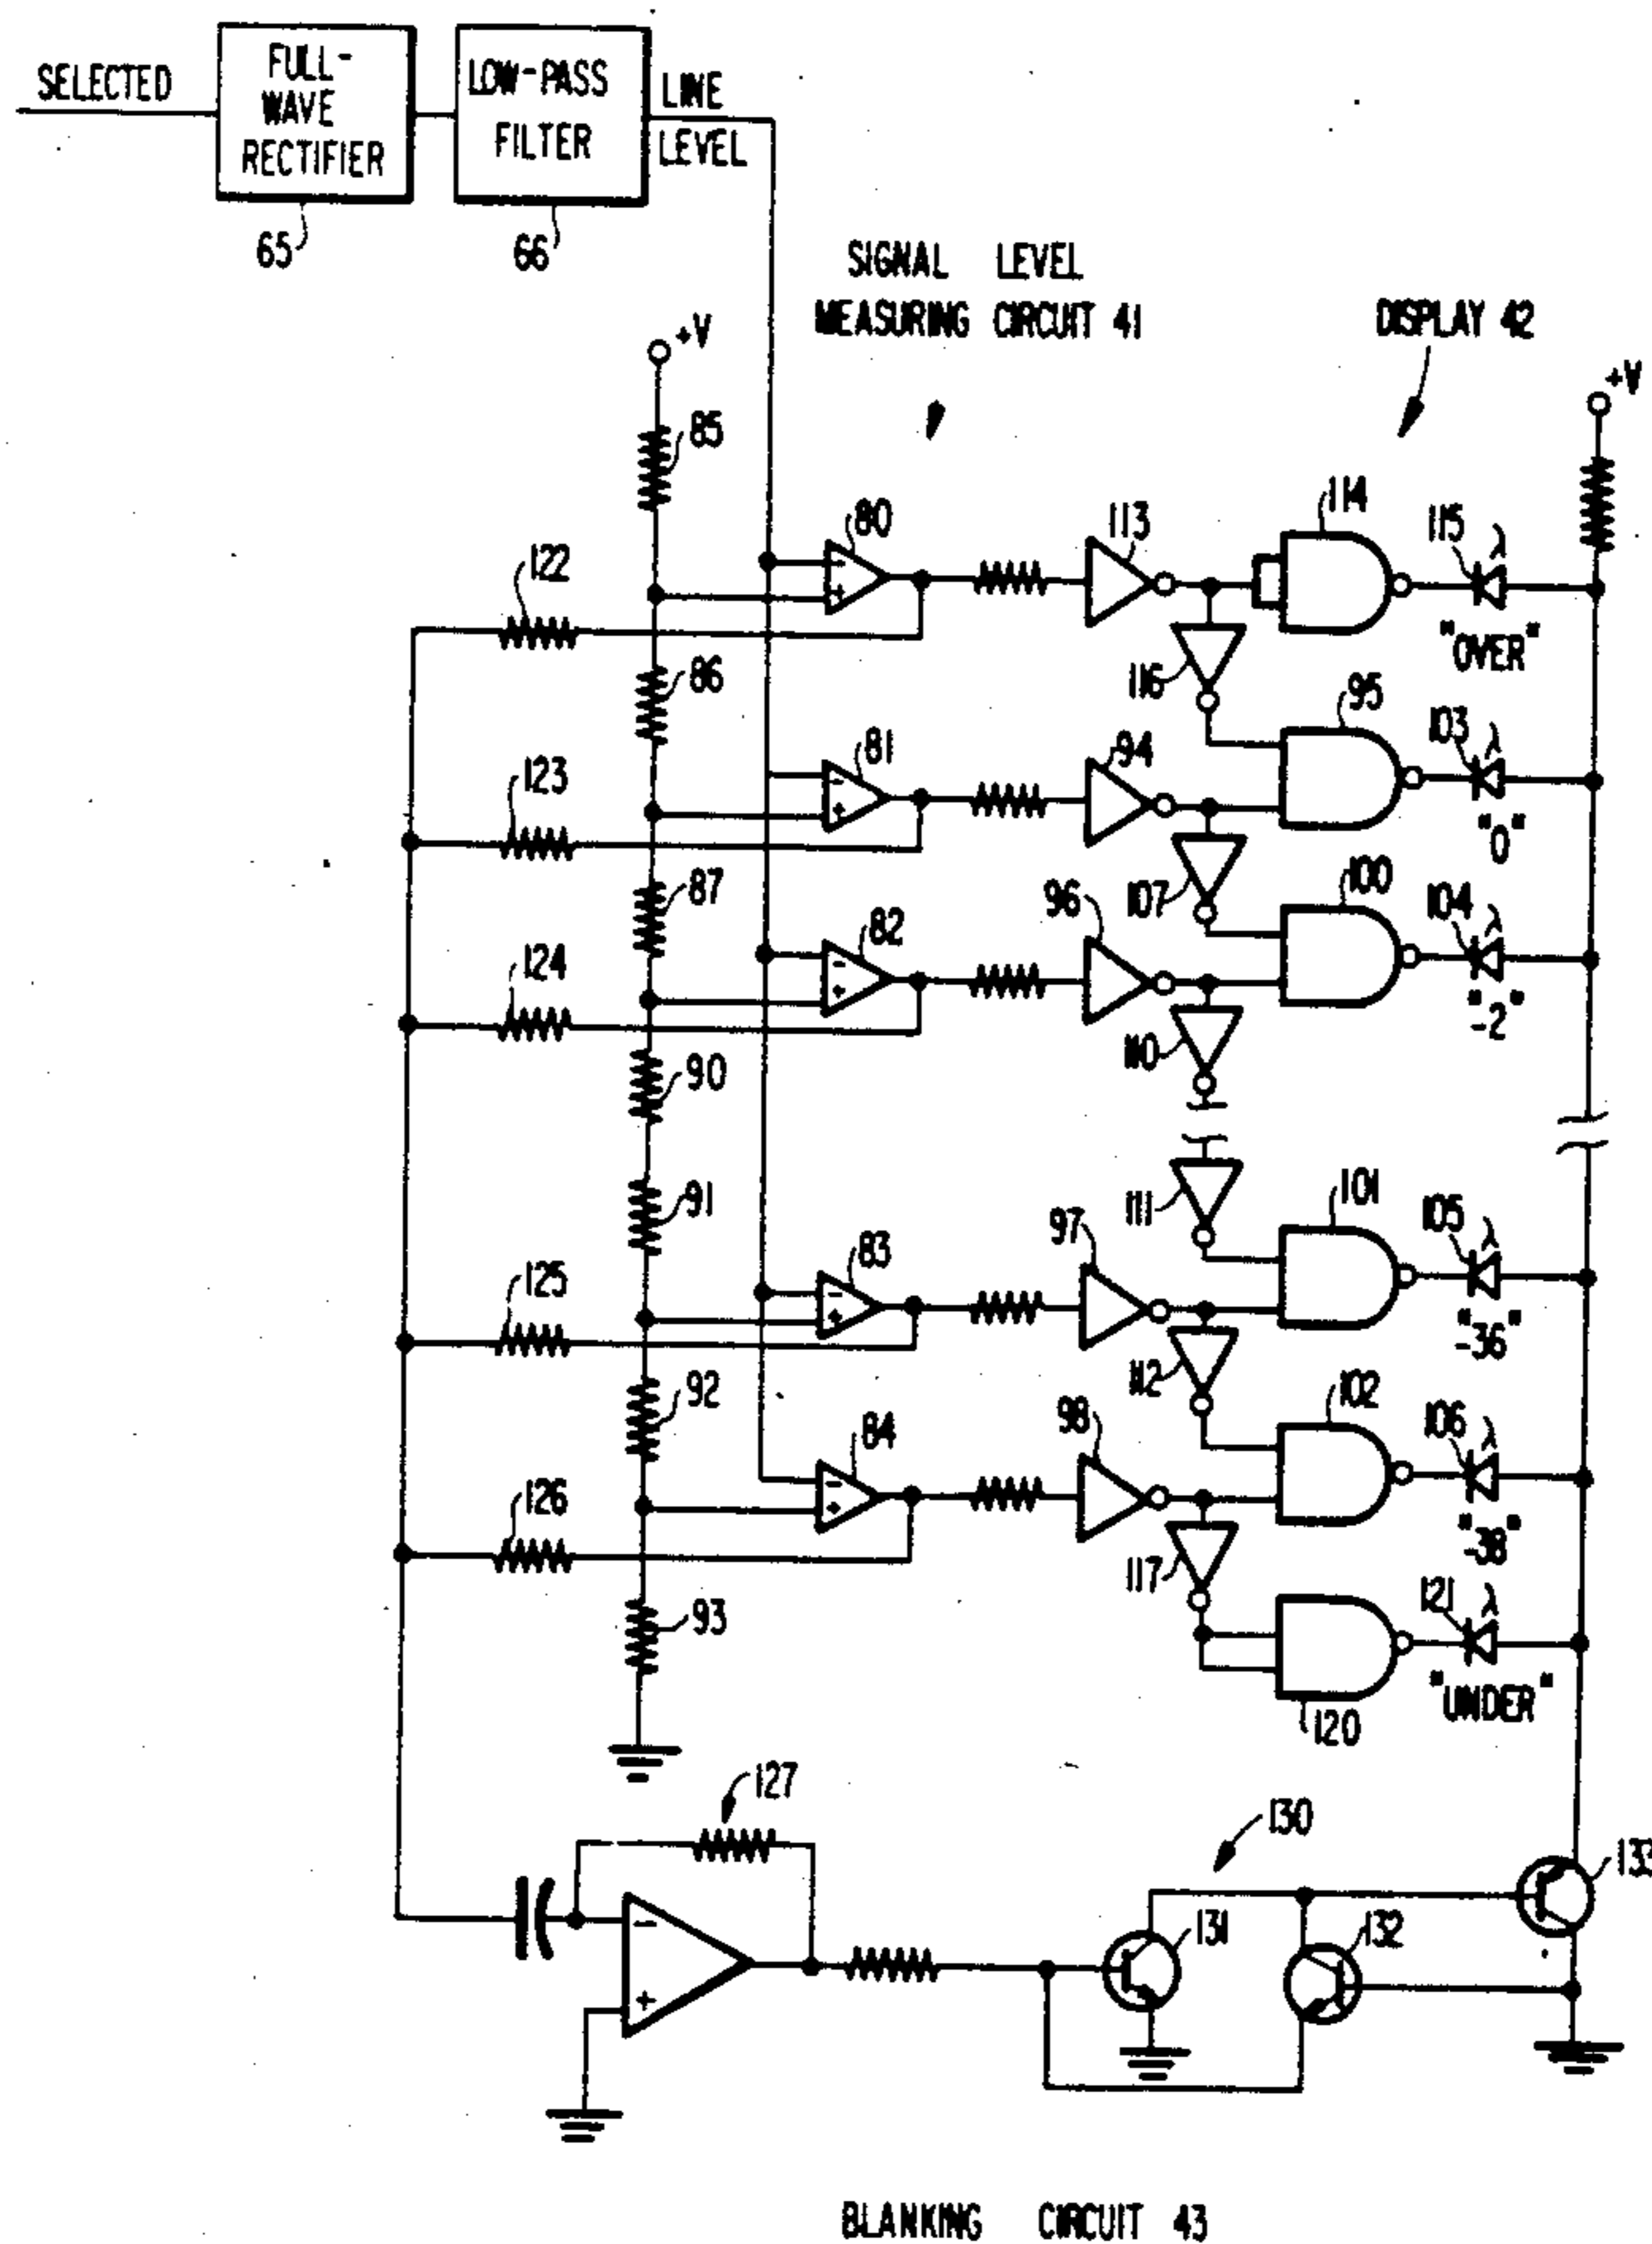 SELECTED
FULL-
WAVE
RECTIFIER
LOW-PASS
FILTER
LINE
LEVEL
65
66
SIGNAL LEVEL
MEASURING CIRCUIT 41
DISPLAY 42
+V
+V
85
80
113
114
115
λ
"OVER"
122
86
116
95
103
λ
"0"
81
94
123
87
107
100
104
λ
"-2"
82
96
124
90
110
91
111
101
105
λ
"-36"
83
97
125
92
112
102
106
λ
"-38"
84
98
126
93
117
121
λ
"UNDER"
120
127
130
133
131
132
-
+
-
+
-
+
-
+
-
+
-
+
BLANKING CIRCUIT 43